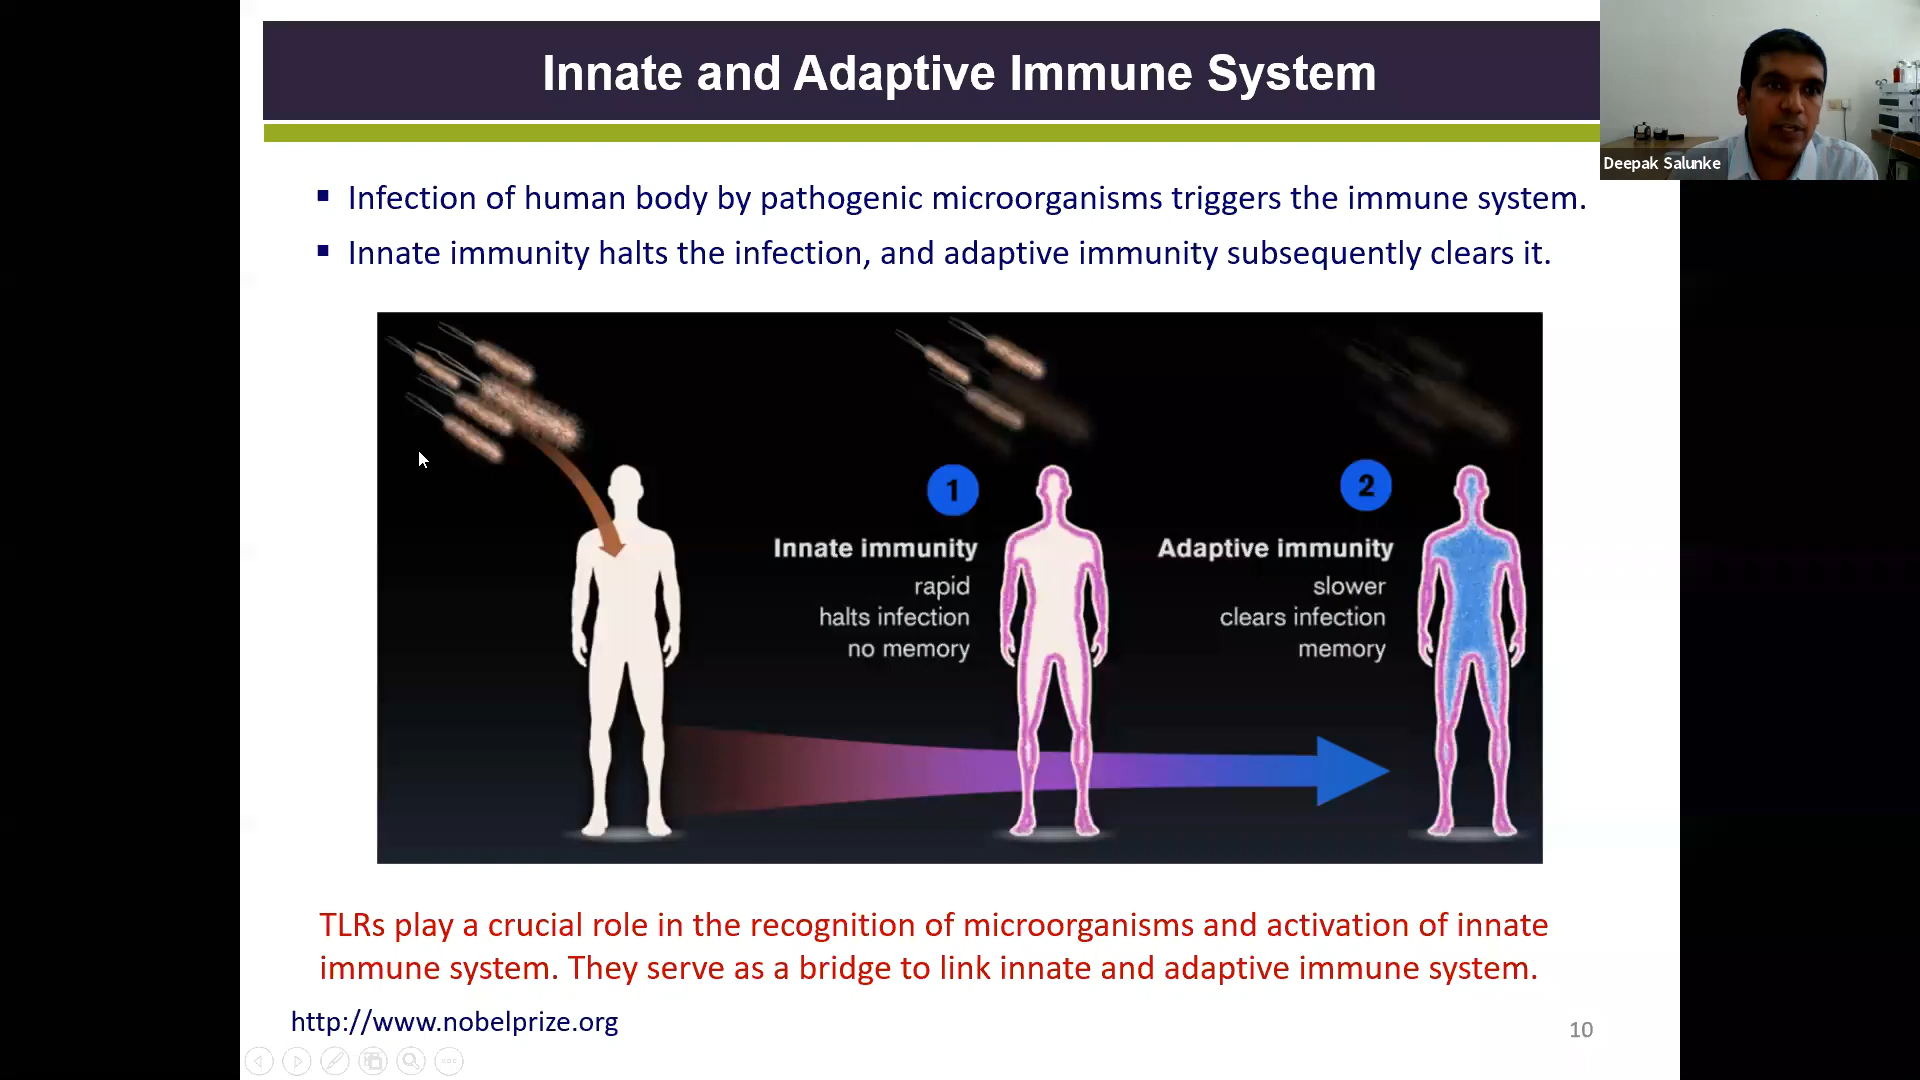 Innate and Adaptive Immune System
Deepak Salunke
▪ Infection of human body by pathogenic microorganisms triggers the immune system.
▪ Innate immunity halts the infection, and adaptive immunity subsequently clears it.
1
Innate immunity
rapid
halts infection
no memory
2
Adaptive immunity
slower
clears infection
memory
TLRs play a crucial role in the recognition of microorganisms and activation of innate
immune system. They serve as a bridge to link innate and adaptive immune system.
http://www.nobelprize.org
10